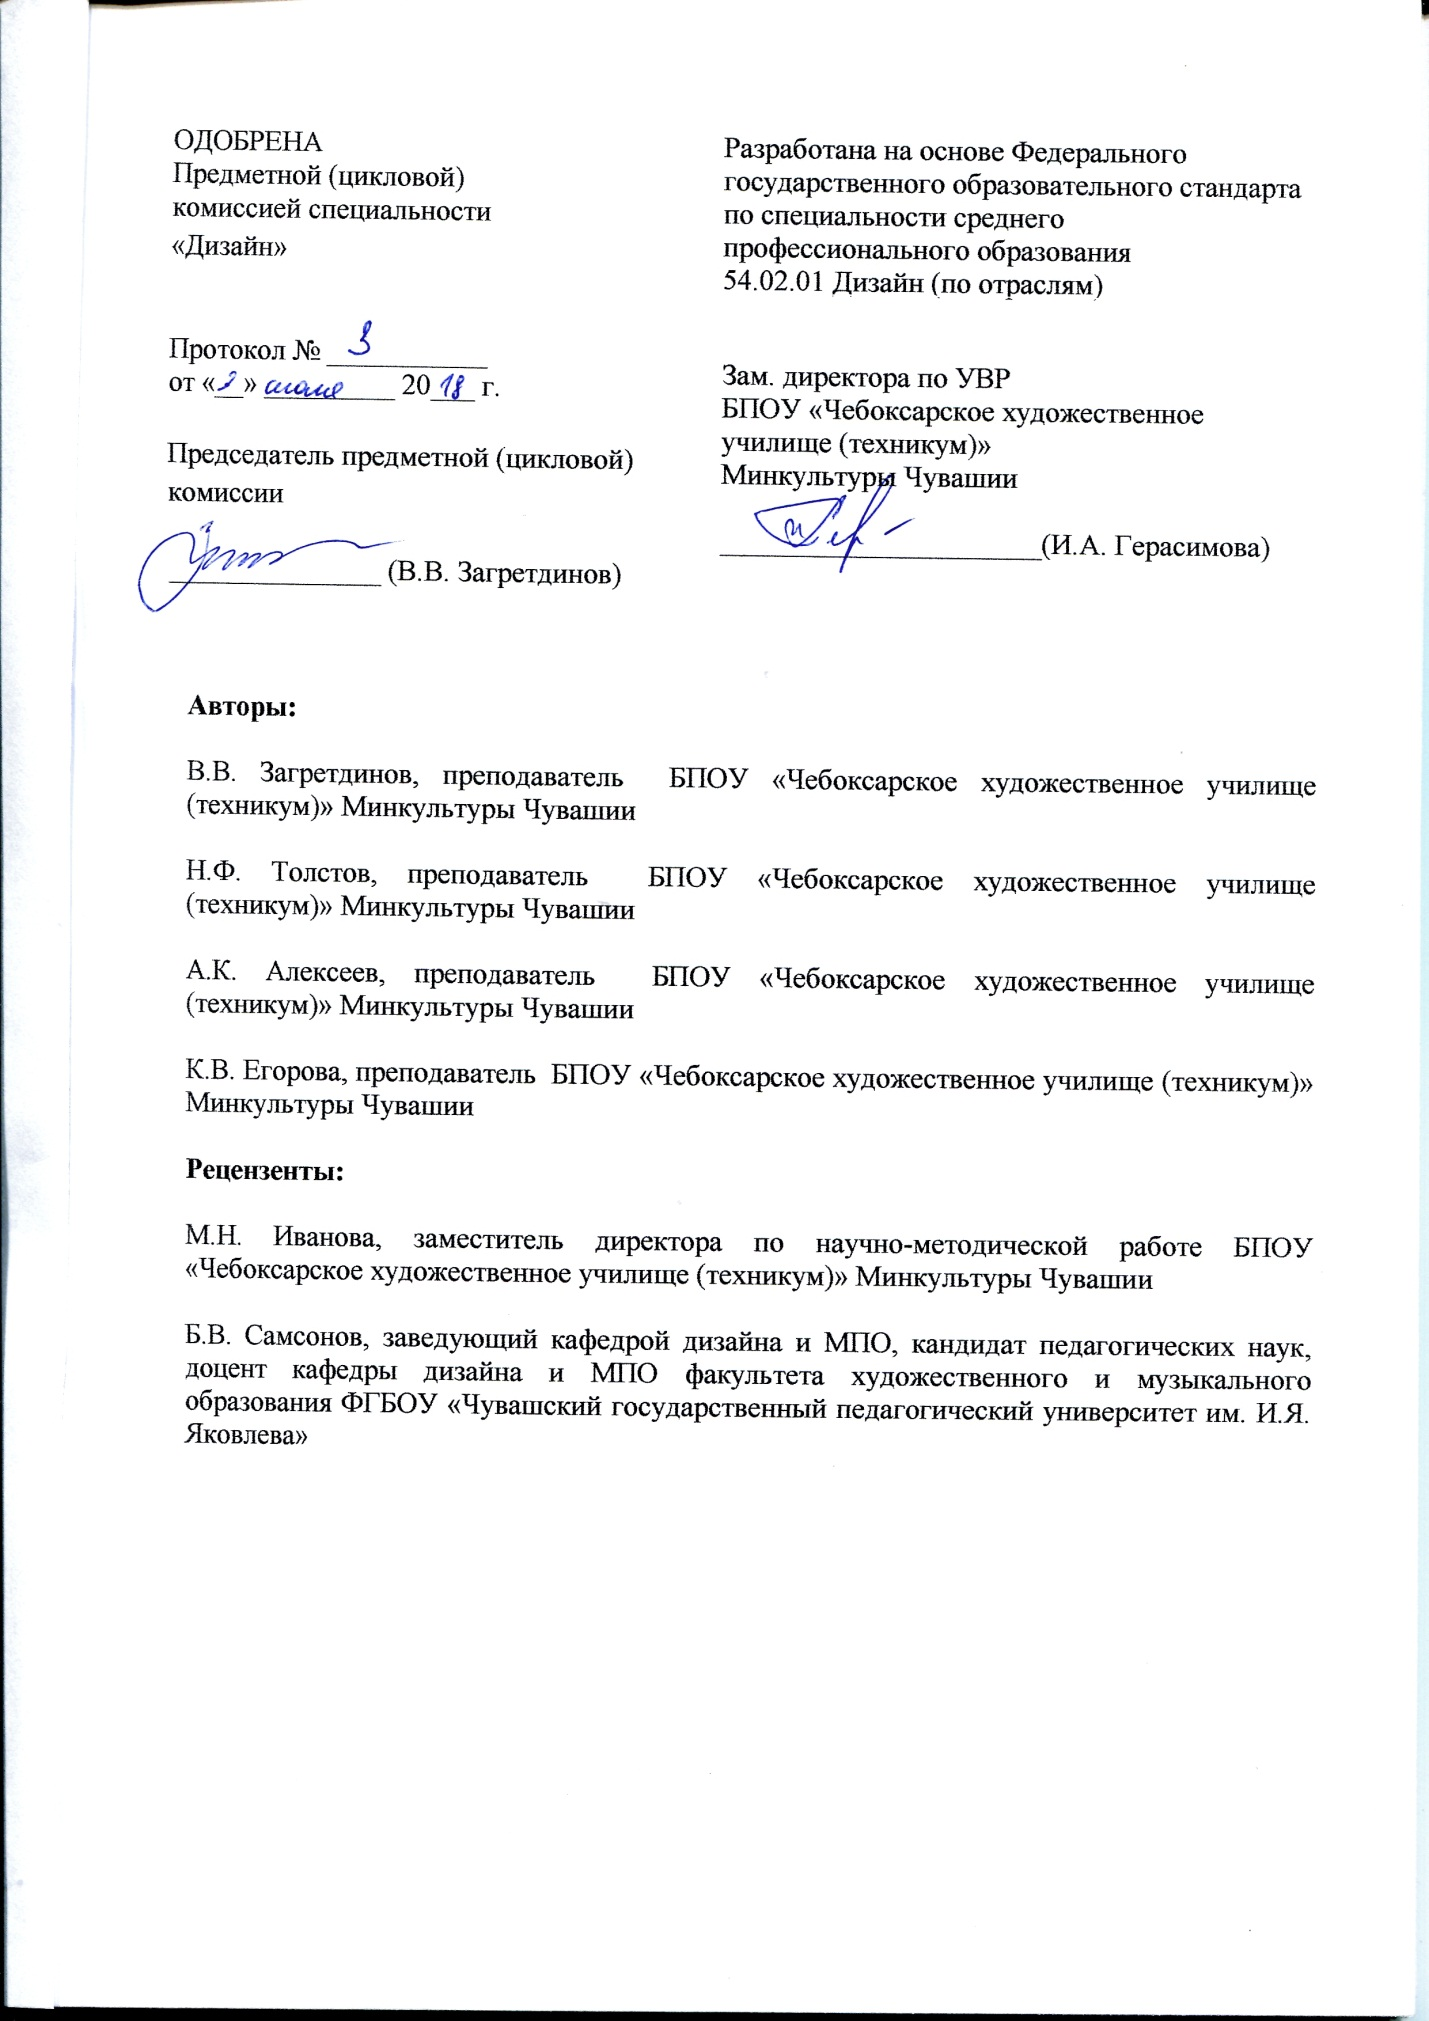 ОДОБРЕНА
Предметной (цикловой)
комиссией специальности
«Дизайн»
Протокол № 3
от «__» ________ 2018 г.
Председатель предметной (цикловой)
комиссии
(В.В. Загретдинов)
Разработана на основе Федерального
государственного образовательного стандарта
по специальности среднего
профессионального образования
54.02.01 Дизайн (по отраслям)
Зам. директора по УВР
БПОУ «Чебоксарское художественное
училище (техникум)»
Минкультуры Чувашии
(И.А. Герасимова)
Авторы:
В.В. Загретдинов, преподаватель БПОУ «Чебоксарское художественное училище
(техникум)» Минкультуры Чувашии
Н.Ф. Толстов, преподаватель БПОУ «Чебоксарское художественное училище
(техникум)» Минкультуры Чувашии
А.К. Алексеев, преподаватель БПОУ «Чебоксарское художественное училище
(техникум)» Минкультуры Чувашии
К.В. Егорова, преподаватель БПОУ «Чебоксарское художественное училище (техникум)»
Минкультуры Чувашии
Рецензенты:
М.Н. Иванова, заместитель директора по научно-методической работе БПОУ
«Чебоксарское художественное училище (техникум)» Минкультуры Чувашии
Б.В. Самсонов, заведующий кафедрой дизайна и МПО, кандидат педагогических наук,
доцент кафедры дизайна и МПО факультета художественного и музыкального
образования ФГБОУ «Чувашский государственный педагогический университет им. И.Я.
Яковлева»